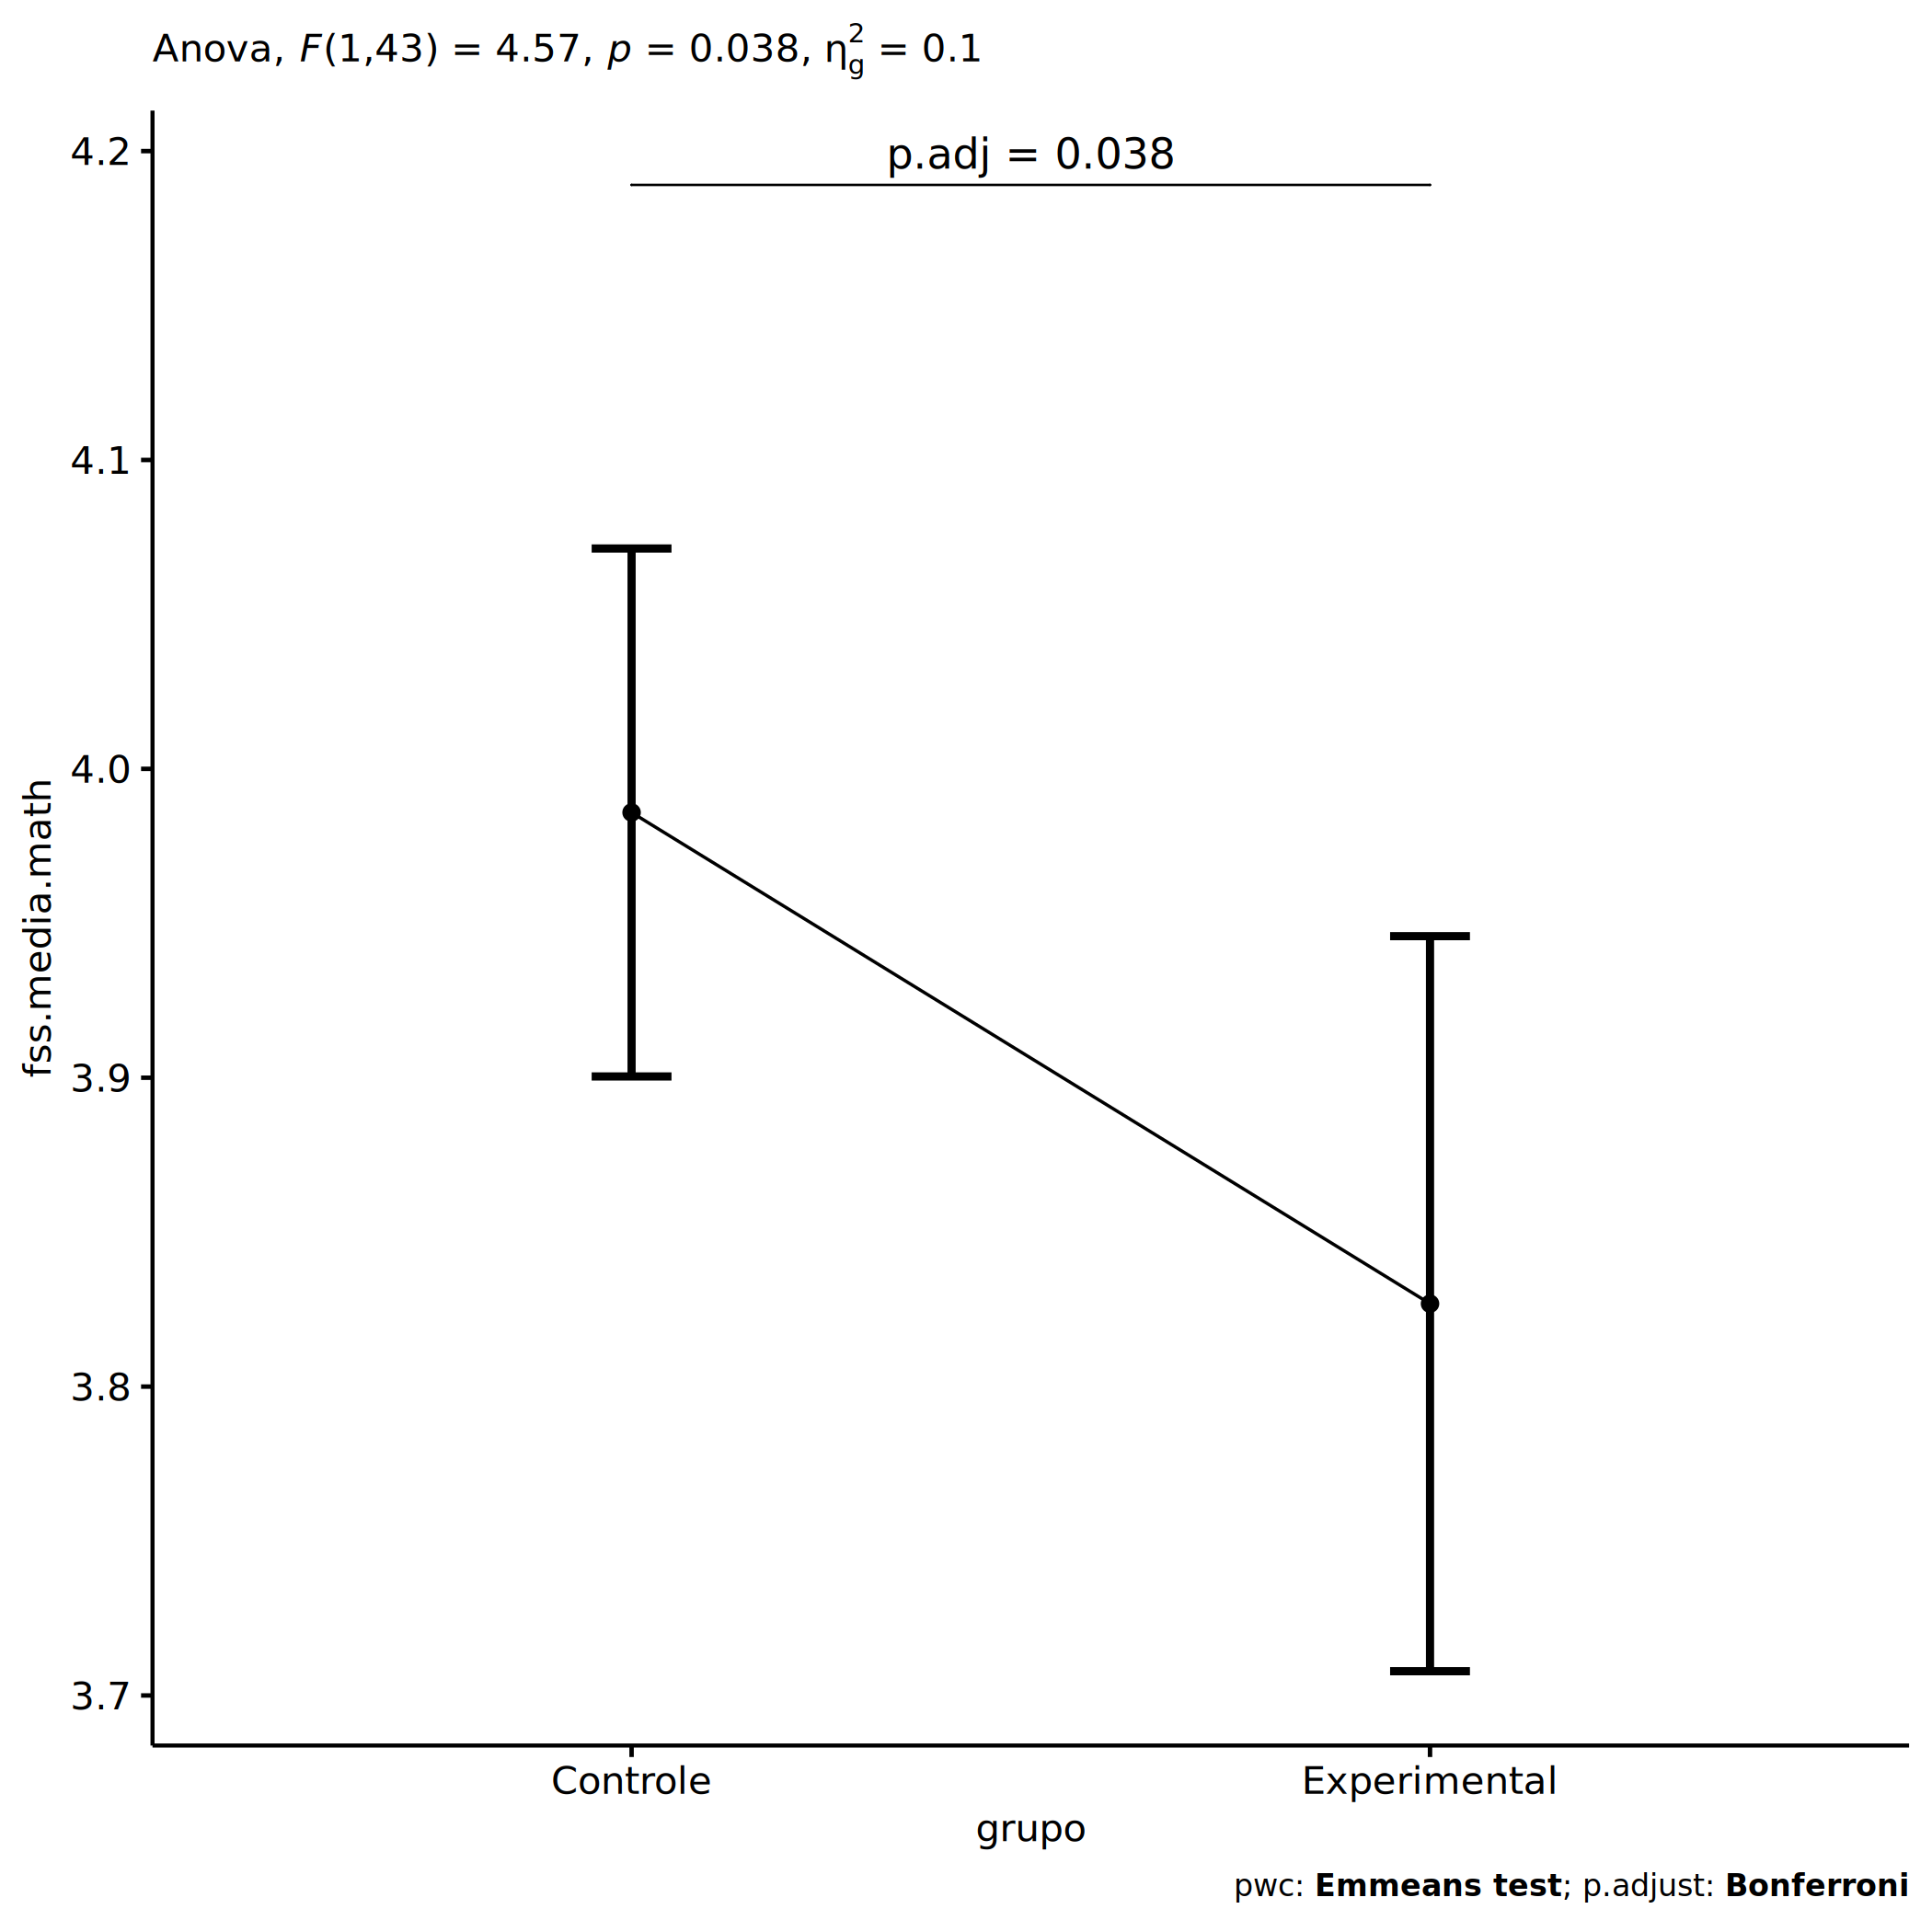 Anova, F(1,43) = 4.57, p = 0.038, η²g = 0.1
p.adj = 0.038
4.2
4.1
4.0
3.9
3.8
3.7
fss.media.math
Controle Experimental
grupo
pwc: Emmeans test; p.adjust: Bonferroni